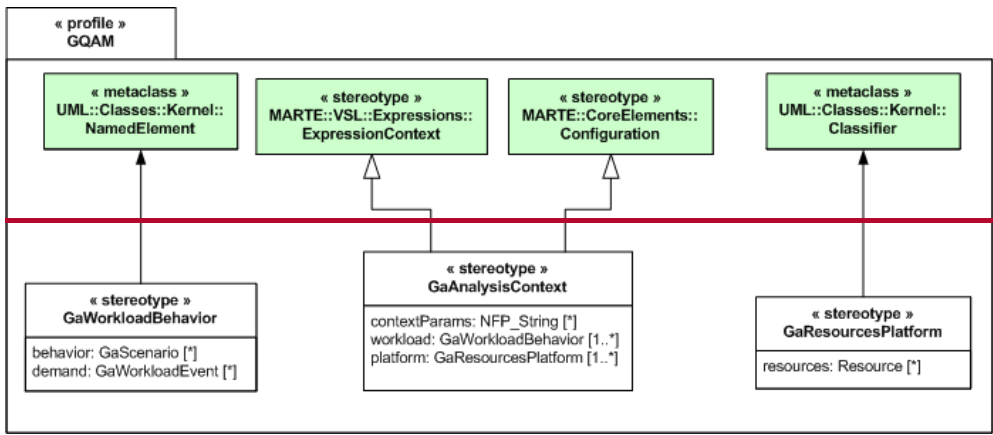 « profile »
GQAM
« metaclass »
UML::Classes::Kernel::
NamedElement
« stereotype »
MARTE::VSL::Expressions::
ExpressionContext
« stereotype »
MARTE::CoreElements::
Configuration
« metaclass »
UML::Classes::Kernel::
Classifier
« stereotype »
GaWorkloadBehavior
behavior: GaScenario [*]
demand: GaWorkloadEvent [*]
« stereotype »
GaAnalysisContext
contextParams: NFP_String [*]
workload: GaWorkloadBehavior [1..*]
platform: GaResourcesPlatform [1..*]
« stereotype »
GaResourcesPlatform
resources: Resource [*]